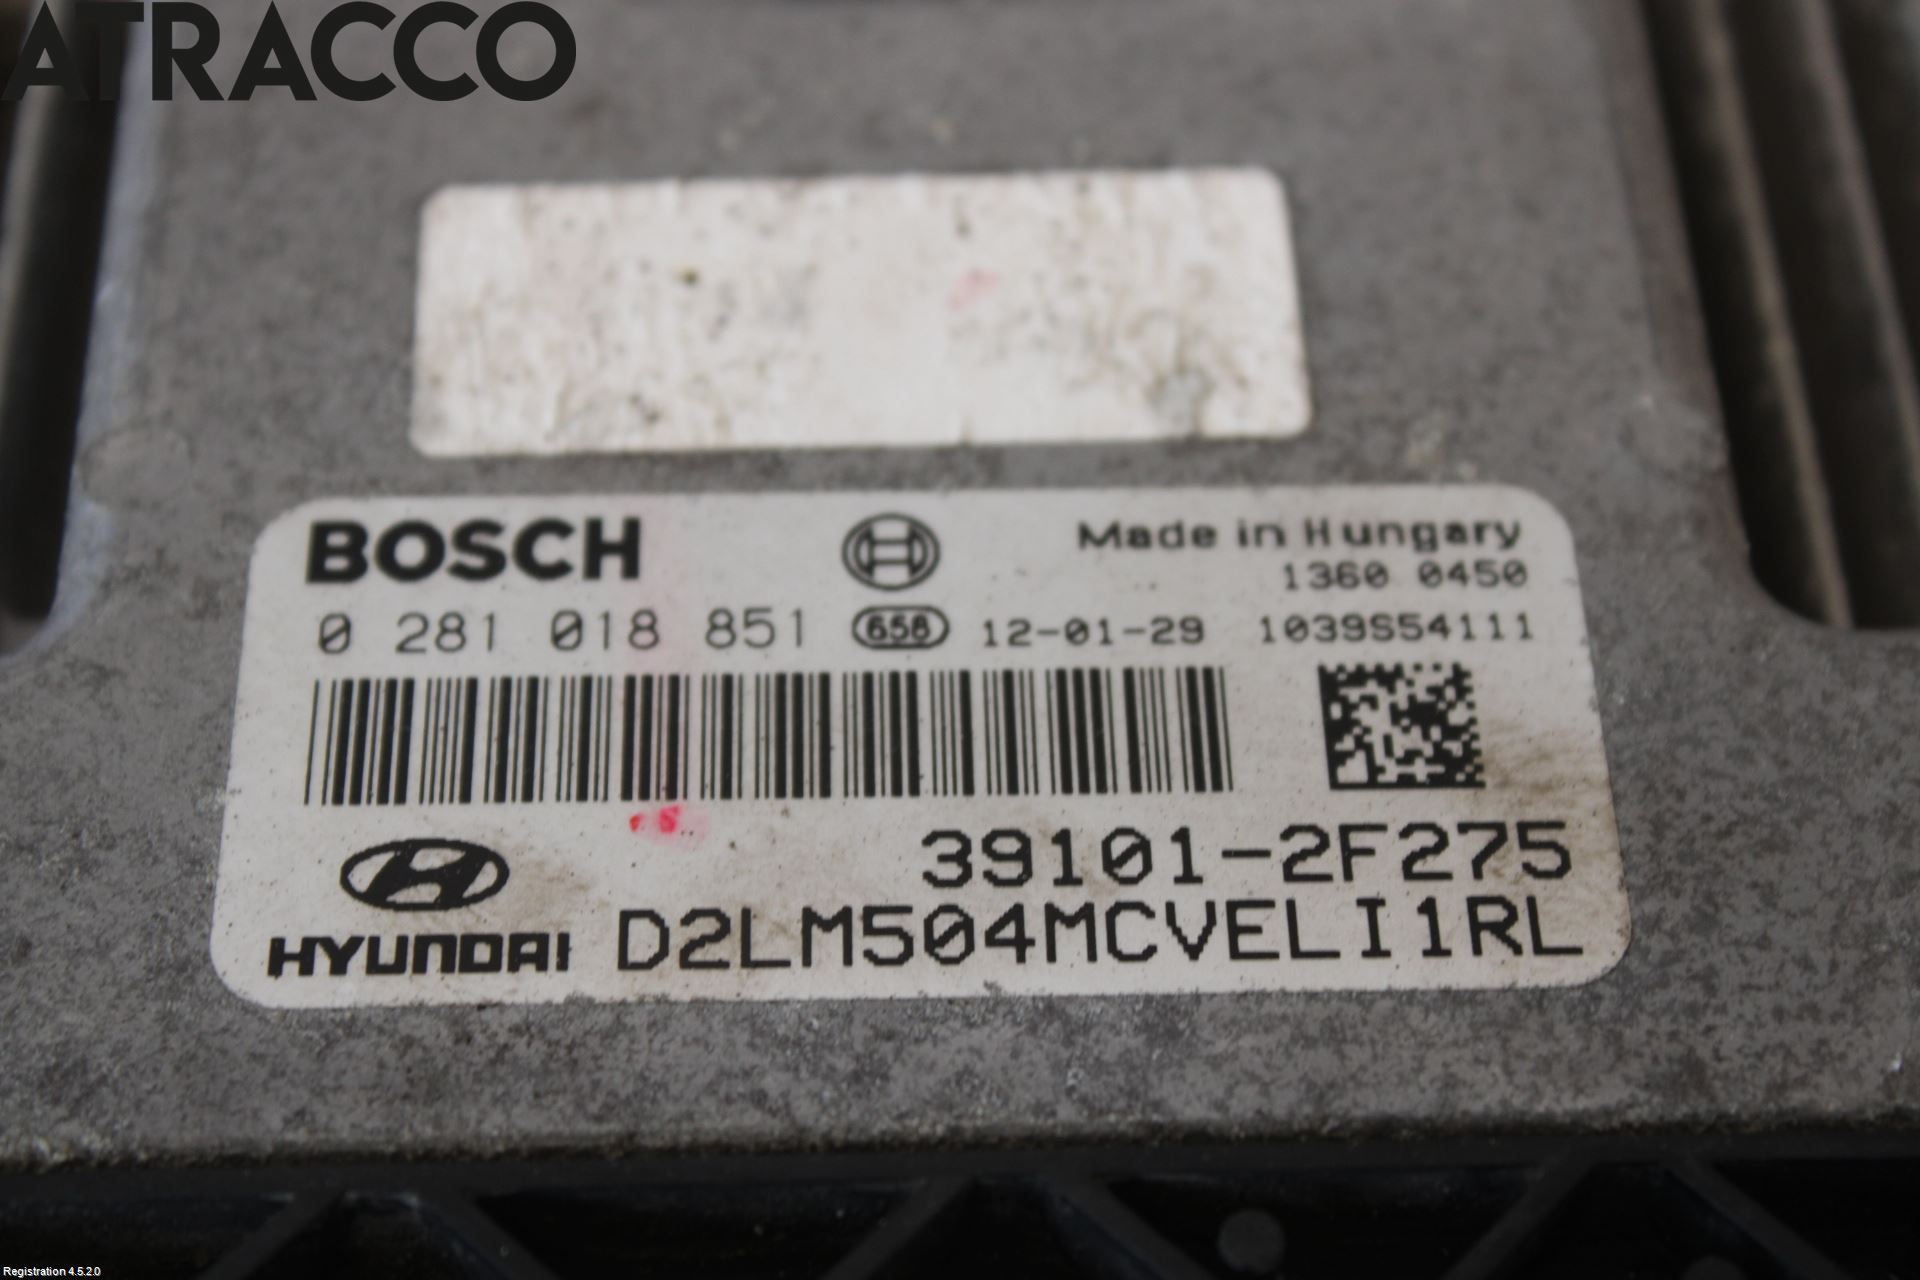 ATRACCO
BOSCH Made in Hungary
1360 0450
0 281 018 851 656 12-01-29 1039S54111
39101-2F275
HYUNDAI D2LM504MCVELI1RL
Registration 4.5.2.0